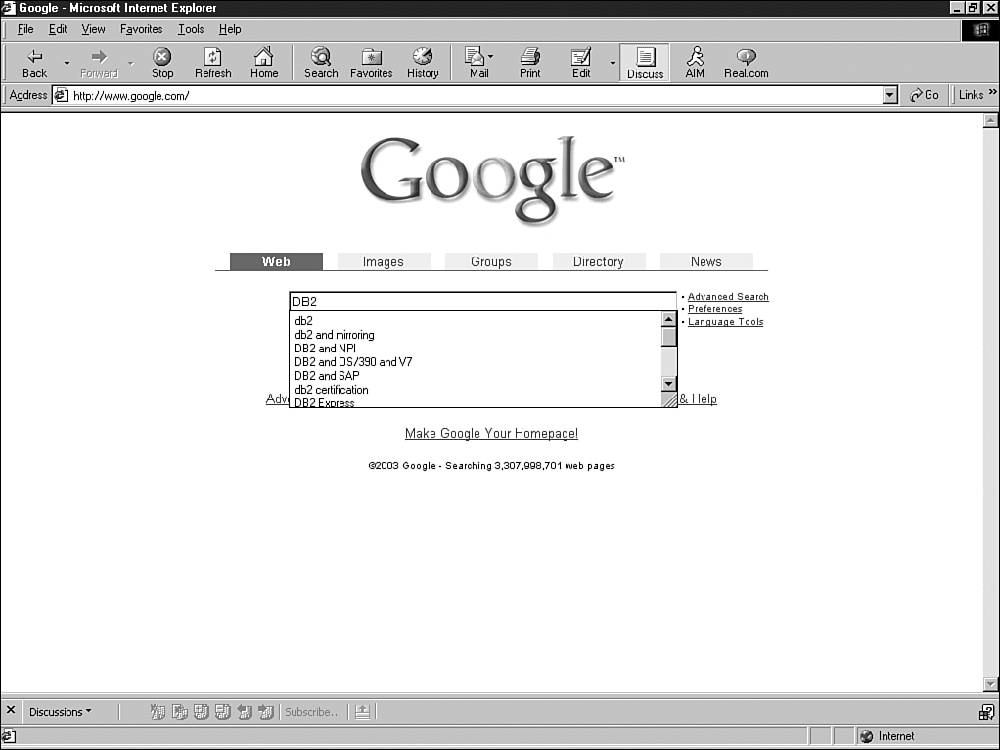 Google - Microsoft Internet Explorer
File Edit View Favorites Tools Help
Back Forward Stop Refresh Home Search Favorites History Mail Print Edit Discuss AIM Real.com
Address http://www.google.com/ Go Links »
Google™
Web Images Groups Directory News
DB2
• Advanced Search
• Preferences
• Language Tools
db2
db2 and mirroring
DB2 and NPI
DB2 and OS/390 and V7
DB2 and SAP
db2 certification
DB2 Express
Adv & Help
Make Google Your Homepage!
©2003 Google - Searching 3,307,998,701 web pages
Discussions Subscribe...
Internet